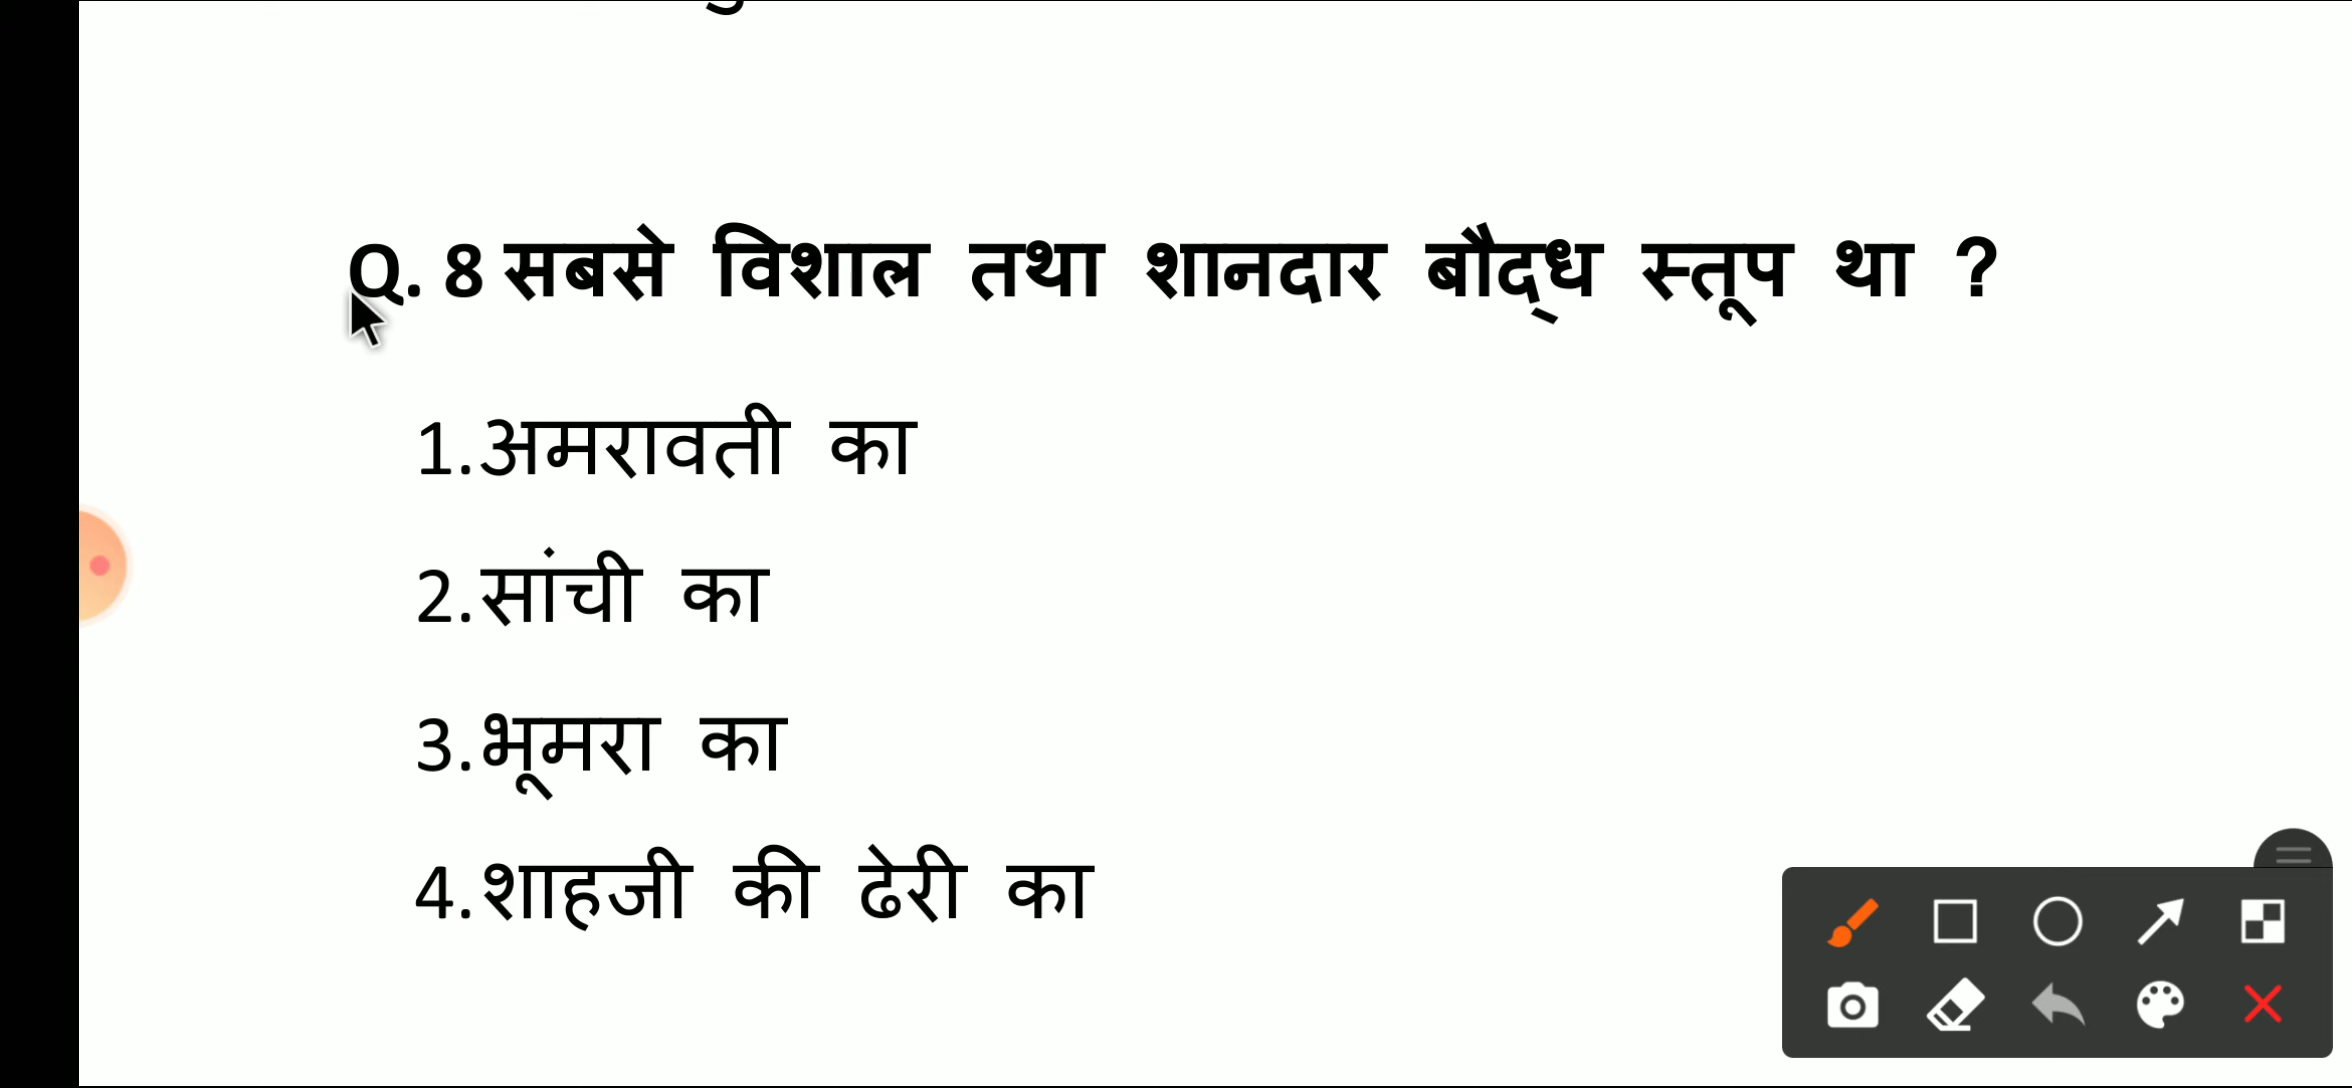 Q. 8 सबसे विशाल तथा शानदार बौद्ध स्तूप था ?
1.अमरावती का
2.सांची का
3.भूमरा का
4.शाहजी की ढेरी का